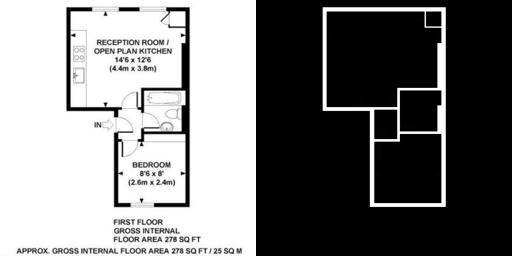 RECEPTION ROOM /
OPEN PLAN KITCHEN
14'6 x 12'6
(4.4m x 3.8m)
IN
BEDROOM
8'6 x 8'
(2.6m x 2.4m)
FIRST FLOOR
GROSS INTERNAL
FLOOR AREA 278 SQ FT
APPROX. GROSS INTERNAL FLOOR AREA 278 SQ FT / 25 SQ M